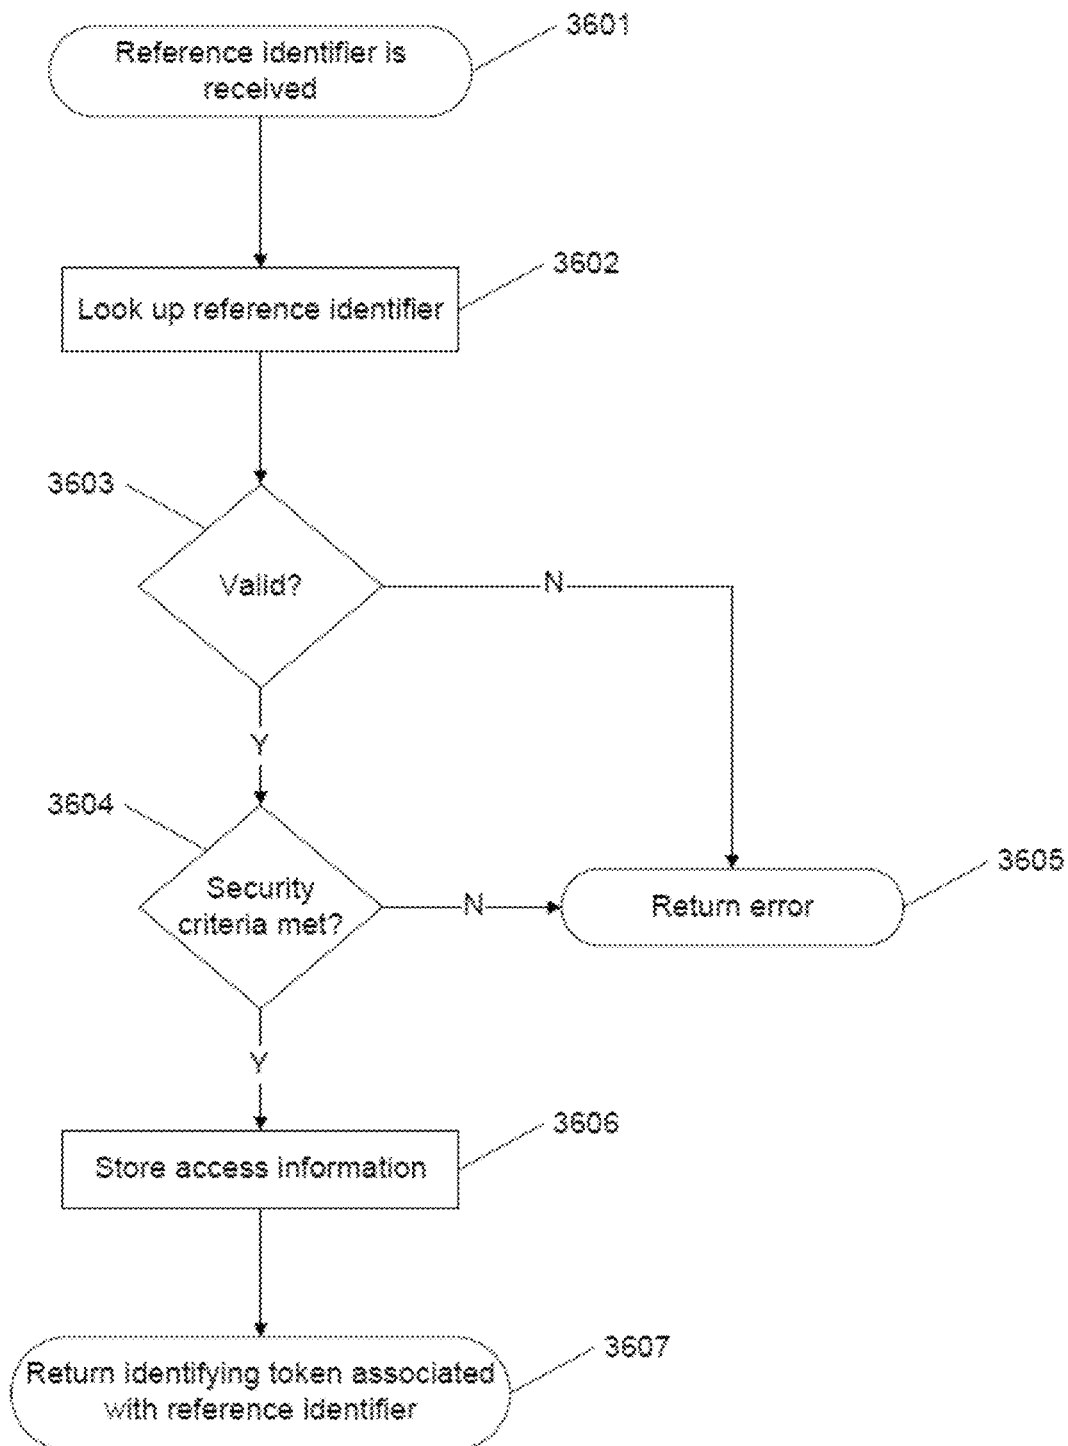 3601
Reference identifier is
received
3602
Look up reference identifier
3603
Valid?
N
Y
3604
Security
criteria met?
N
3605
Return error
Y
3606
Store access information
3607
Return identifying token associated
with reference identifier